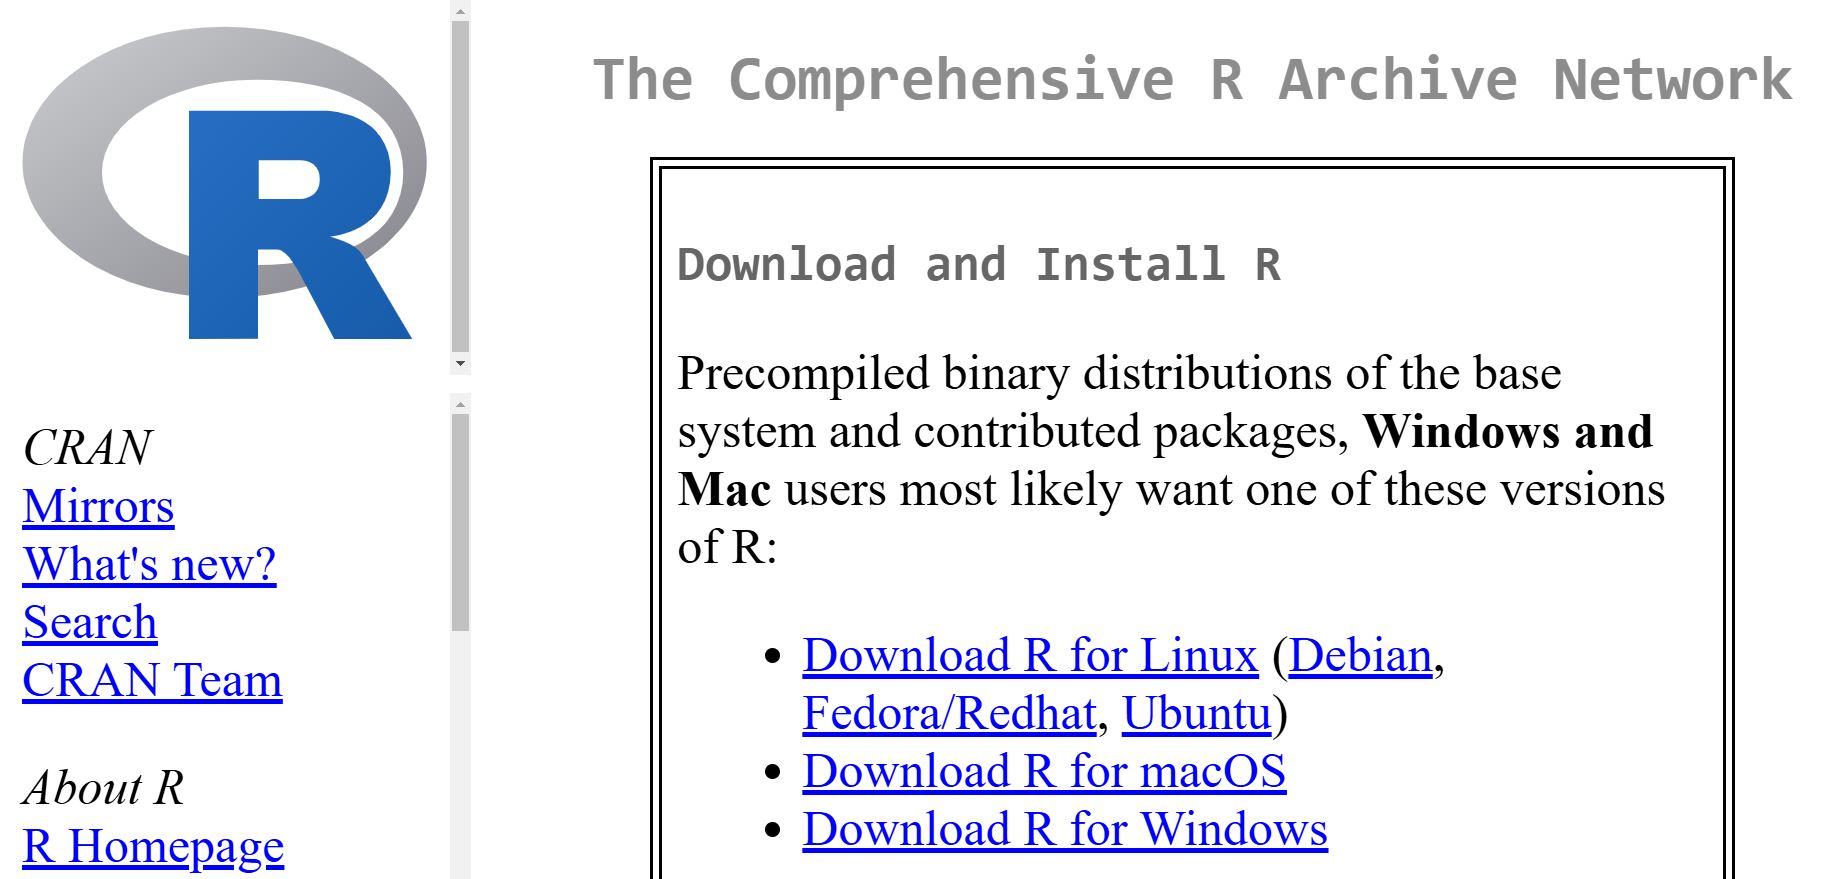 R
The Comprehensive R Archive Network
CRAN
Mirrors
What's new?
Search
CRAN Team
About R
R Homepage
Download and Install R
Precompiled binary distributions of the base
system and contributed packages, Windows and
Mac users most likely want one of these versions
of R:
• Download R for Linux (Debian,
Fedora/Redhat, Ubuntu)
• Download R for macOS
• Download R for Windows